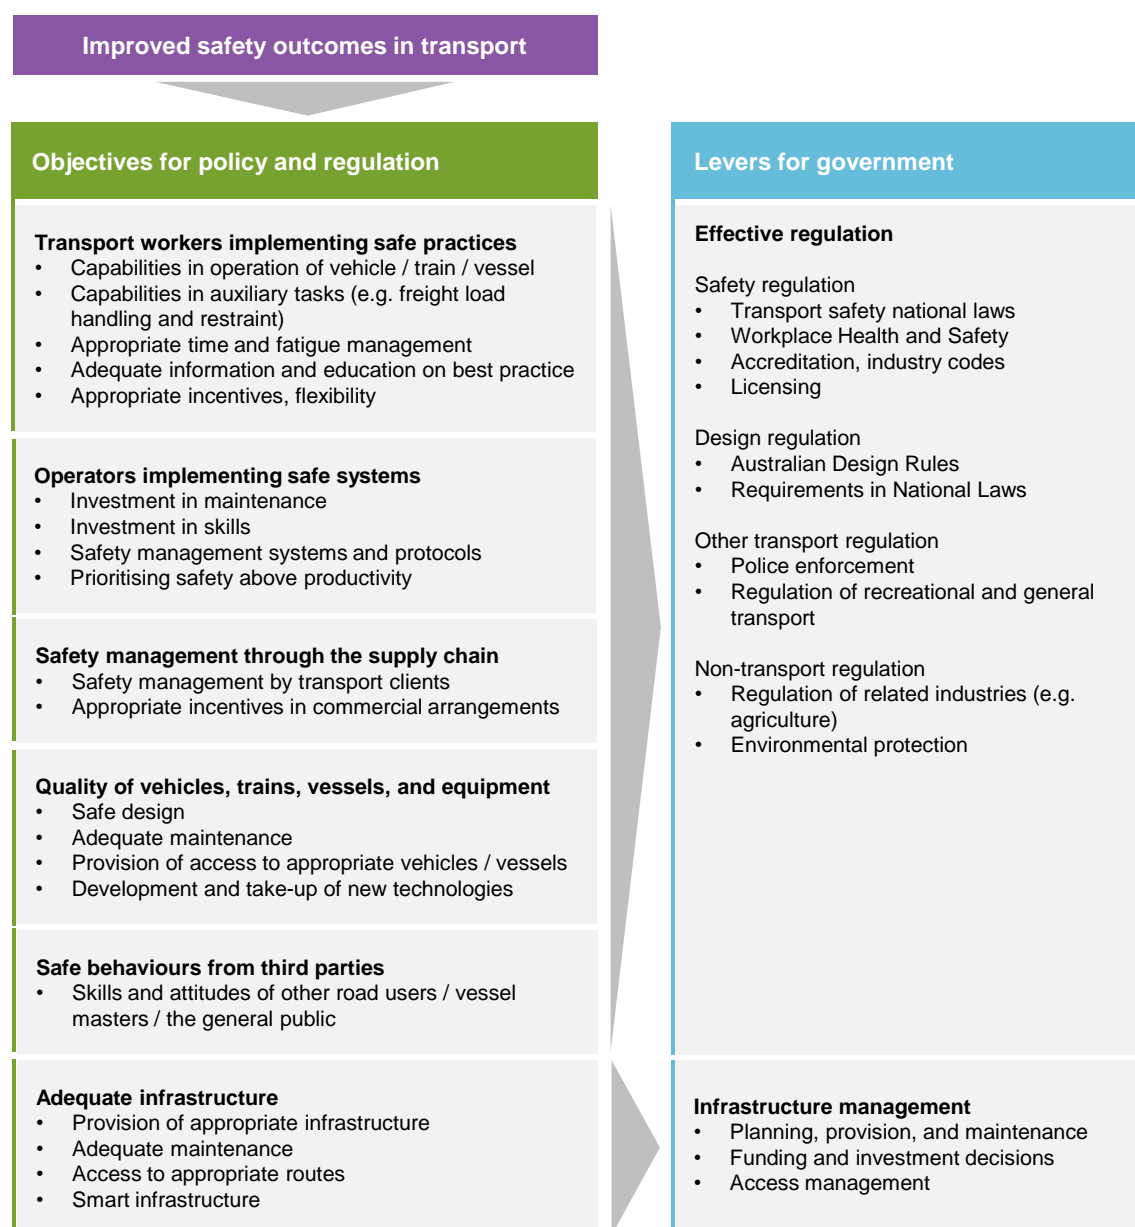 Improved safety outcomes in transport
Objectives for policy and regulation
Transport workers implementing safe practices
• Capabilities in operation of vehicle / train / vessel
• Capabilities in auxiliary tasks (e.g. freight load
handling and restraint)
• Appropriate time and fatigue management
• Adequate information and education on best practice
• Appropriate incentives, flexibility
Operators implementing safe systems
• Investment in maintenance
• Investment in skills
• Safety management systems and protocols
• Prioritising safety above productivity
Safety management through the supply chain
• Safety management by transport clients
• Appropriate incentives in commercial arrangements
Quality of vehicles, trains, vessels, and equipment
• Safe design
• Adequate maintenance
• Provision of access to appropriate vehicles / vessels
• Development and take-up of new technologies
Safe behaviours from third parties
• Skills and attitudes of other road users / vessel
masters / the general public
Adequate infrastructure
• Provision of appropriate infrastructure
• Adequate maintenance
• Access to appropriate routes
• Smart infrastructure
Levers for government
Effective regulation
Safety regulation
• Transport safety national laws
• Workplace Health and Safety
• Accreditation, industry codes
• Licensing
Design regulation
• Australian Design Rules
• Requirements in National Laws
Other transport regulation
• Police enforcement
• Regulation of recreational and general
transport
Non-transport regulation
• Regulation of related industries (e.g.
agriculture)
• Environmental protection
Infrastructure management
• Planning, provision, and maintenance
• Funding and investment decisions
• Access management